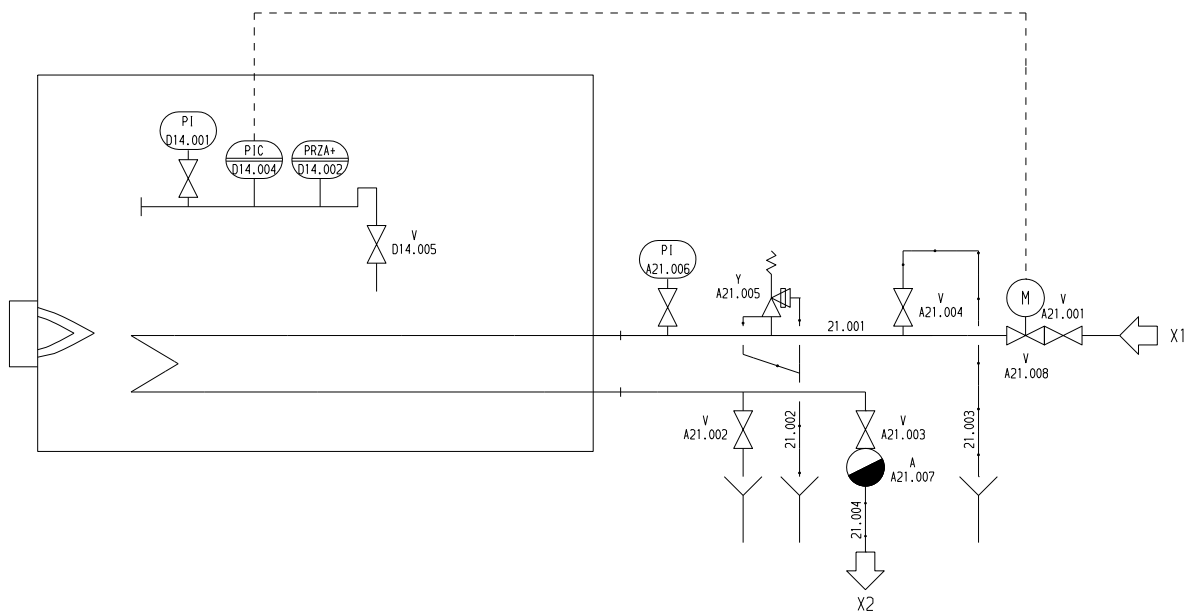 PI
D14.001
PIC
D14.004
PRZA+
D14.002
V
D14.005
PI
A21.006
Y
A21.005
V
A21.004
M
V
A21.001
21.001
X1
V
A21.008
V
A21.002
21.002
V
A21.003
21.003
A
A21.007
21.004
X2